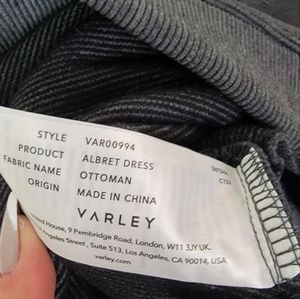 STYLE VAR00994
PRODUCT ALBRET DRESS
FABRIC NAME OTTOMAN
ORIGIN MADE IN CHINA
VARLEY
House, 9 Pembridge Road, London, W11 3JY UK.
Angeles Street, Suite 513, Los Angeles, CA 90014, USA
varley.com